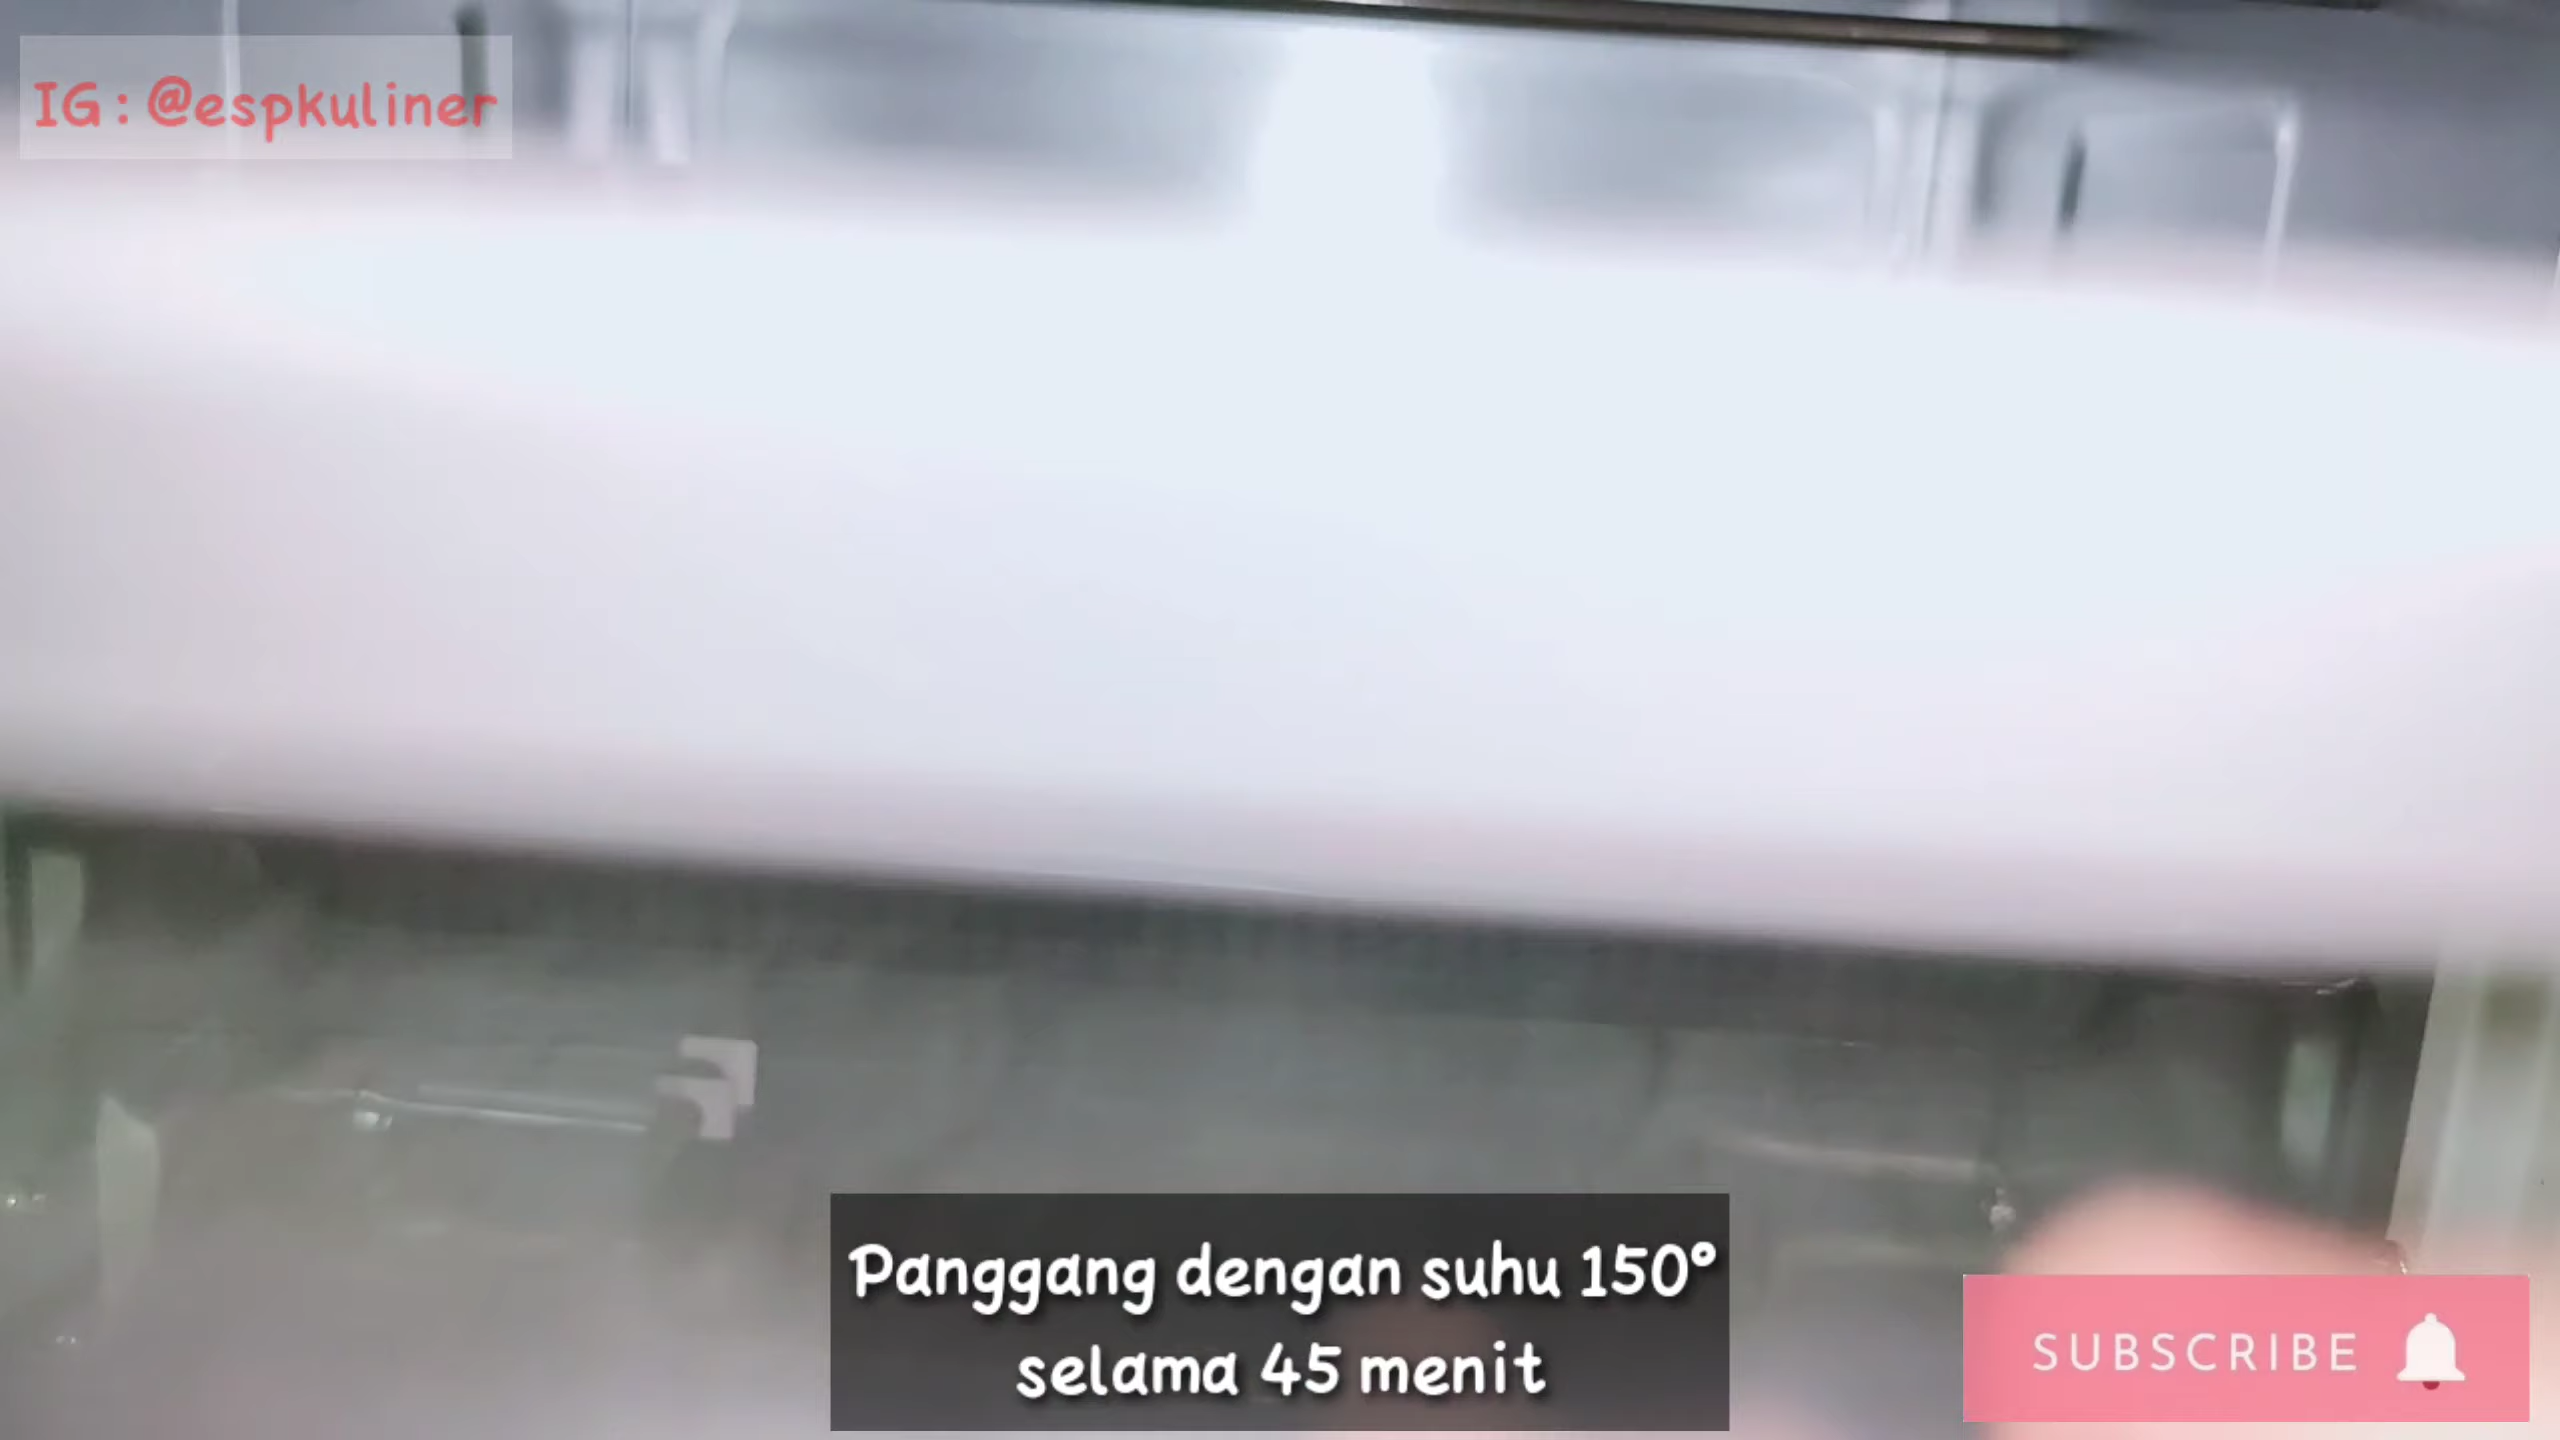 IG : @espkuliner
Panggang dengan suhu 150°
selama 45 menit
SUBSCRIBE